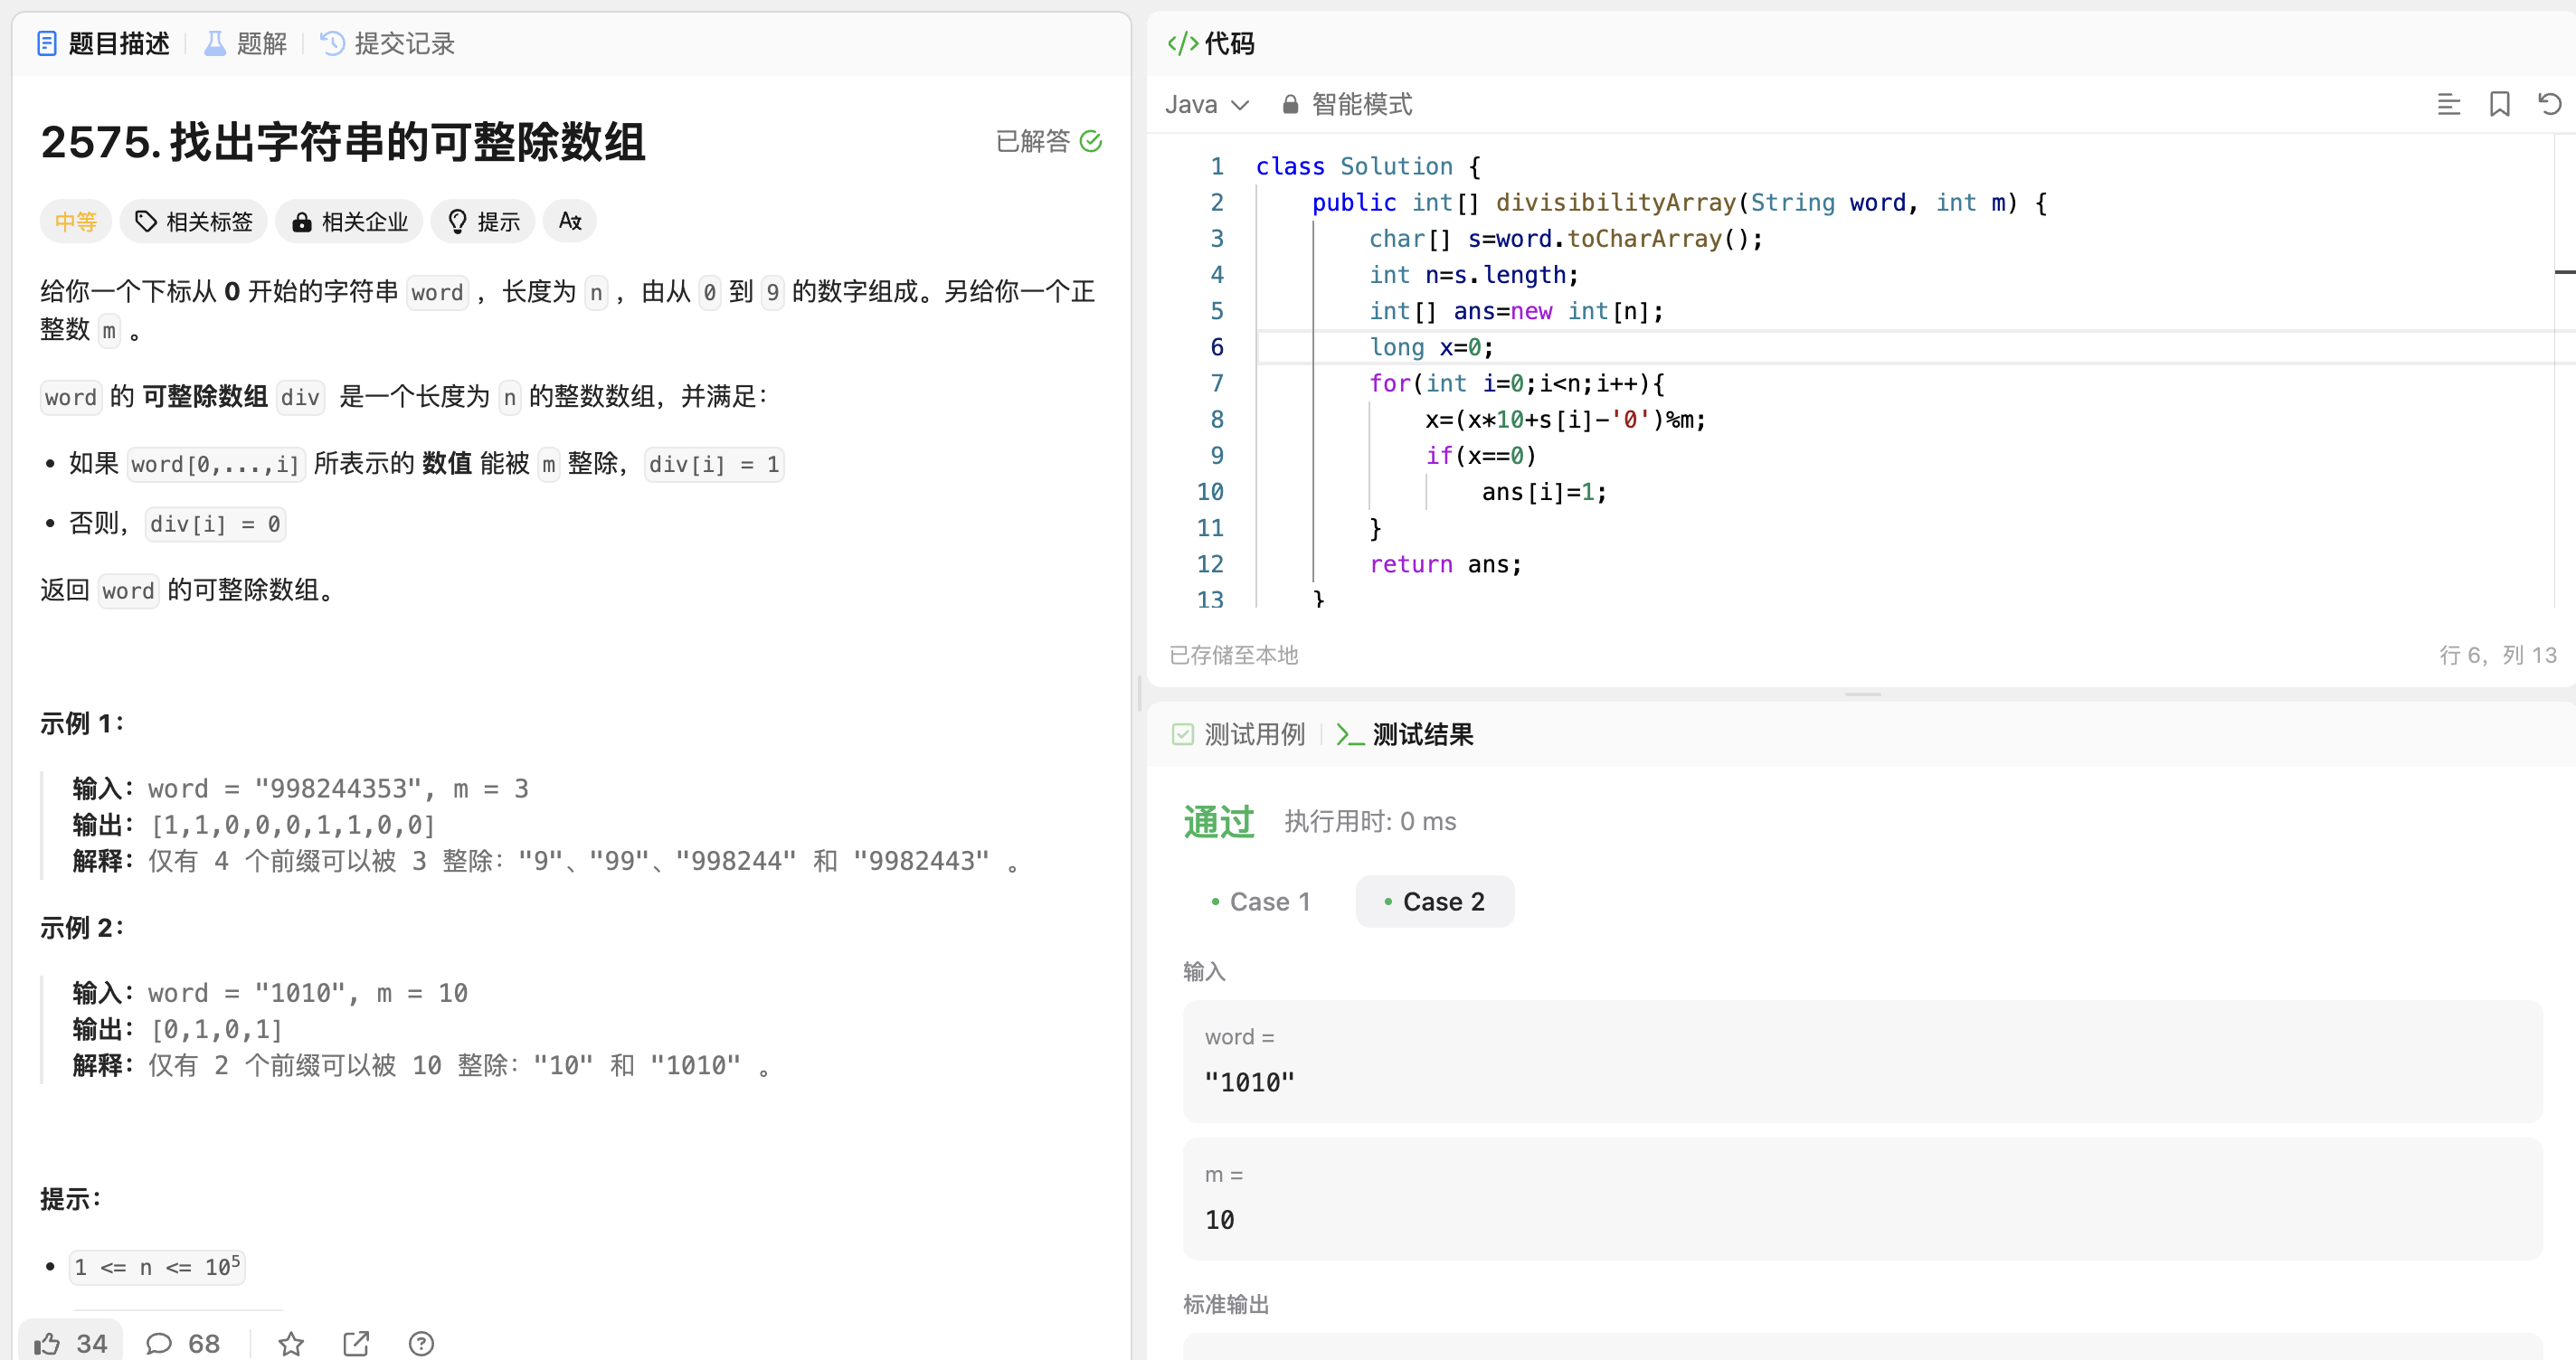 题目描述 题解 提交记录
2575. 找出字符串的可整除数组
已解答
中等 相关标签 相关企业 提示
给你一个下标从 0 开始的字符串 word ，长度为 n ，由从 0 到 9 的数字组成。另给你一个正
整数 m 。
word 的 可整除数组 div 是一个长度为 n 的整数数组，并满足：
• 如果 word[0,...,i] 所表示的 数值 能被 m 整除， div[i] = 1
• 否则， div[i] = 0
返回 word 的可整除数组。
示例 1：
输入：word = "998244353", m = 3
输出：[1,1,0,0,0,1,1,0,0]
解释：仅有 4 个前缀可以被 3 整除："9"、"99"、"998244" 和 "9982443" 。
示例 2：
输入：word = "1010", m = 10
输出：[0,1,0,1]
解释：仅有 2 个前缀可以被 10 整除："10" 和 "1010" 。
提示：
• 1 <= n <= 10⁵
34 68
</>代码
Java 智能模式
1 class Solution {
2 public int[] divisibilityArray(String word, int m) {
3 char[] s=word.toCharArray();
4 int n=s.length;
5 int[] ans=new int[n];
6 long x=0;
7 for(int i=0;i<n;i++){
8 x=(x*10+s[i]-'0')%m;
9 if(x==0)
10 ans[i]=1;
11 }
12 return ans;
13 }
已存储至本地 行 6，列 13
测试用例 >_ 测试结果
通过 执行用时: 0 ms
• Case 1 • Case 2
输入
word =
"1010"
m =
10
标准输出